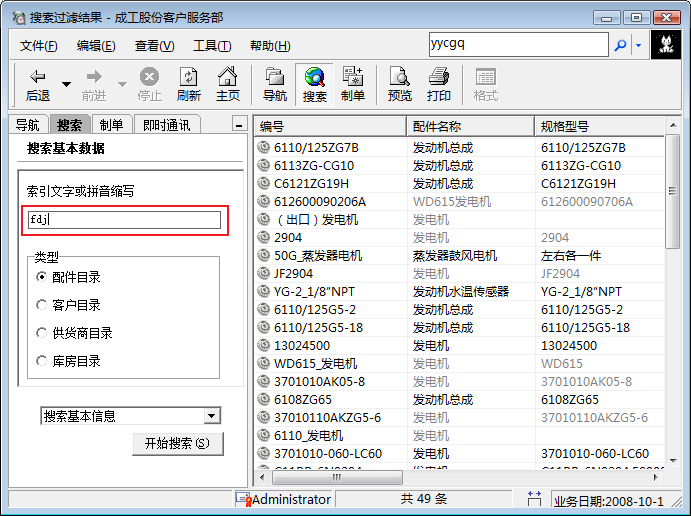 搜索过滤结果 - 成工股份客户服务部
文件(F) 编辑(E) 查看(V) 工具(T) 帮助(H) yycgq
后退 前进 停止 刷新 主页 导航 搜索 制单 预览 打印 格式
导航 搜索 制单 即时通讯
搜索基本数据
索引文字或拼音缩写
fdj
类型
配件目录
客户目录
供货商目录
库房目录
搜索基本信息
开始搜索(S)
编号 配件名称 规格型号
6110/125ZG7B 发动机总成 6110/125ZG7B
6113ZG-CG10 发动机总成 6113ZG-CG10
C6121ZG19H 发动机总成 C6121ZG19H
612600090206A WD615发电机 612600090706A
（出口）发电机 发电机
2904 发电机 2904
50G_蒸发器电机 蒸发器鼓风电机 左右各一件
JF2904 发电机 JF2904
YG-2_1/8"NPT 发动机水温传感器 YG-2_1/8"NPT
6110/125G5-2 发动机总成 6110/125G5-2
6110/125G5-18 发动机总成 6110/125G5-18
13024500 发电机 13024500
WD615_发电机 发电机 WD615
3701010AK05-8 发电机 3701010AK05-8
6108ZG65 发动机总成 6108ZG65
37010110AKZG5-6 发电机 37010110AKZG5-6
6110_发电机 发电机
3701010-060-LC60 发电机 3701010-060-LC60
Administrator 共 49 条 业务日期:2008-10-1